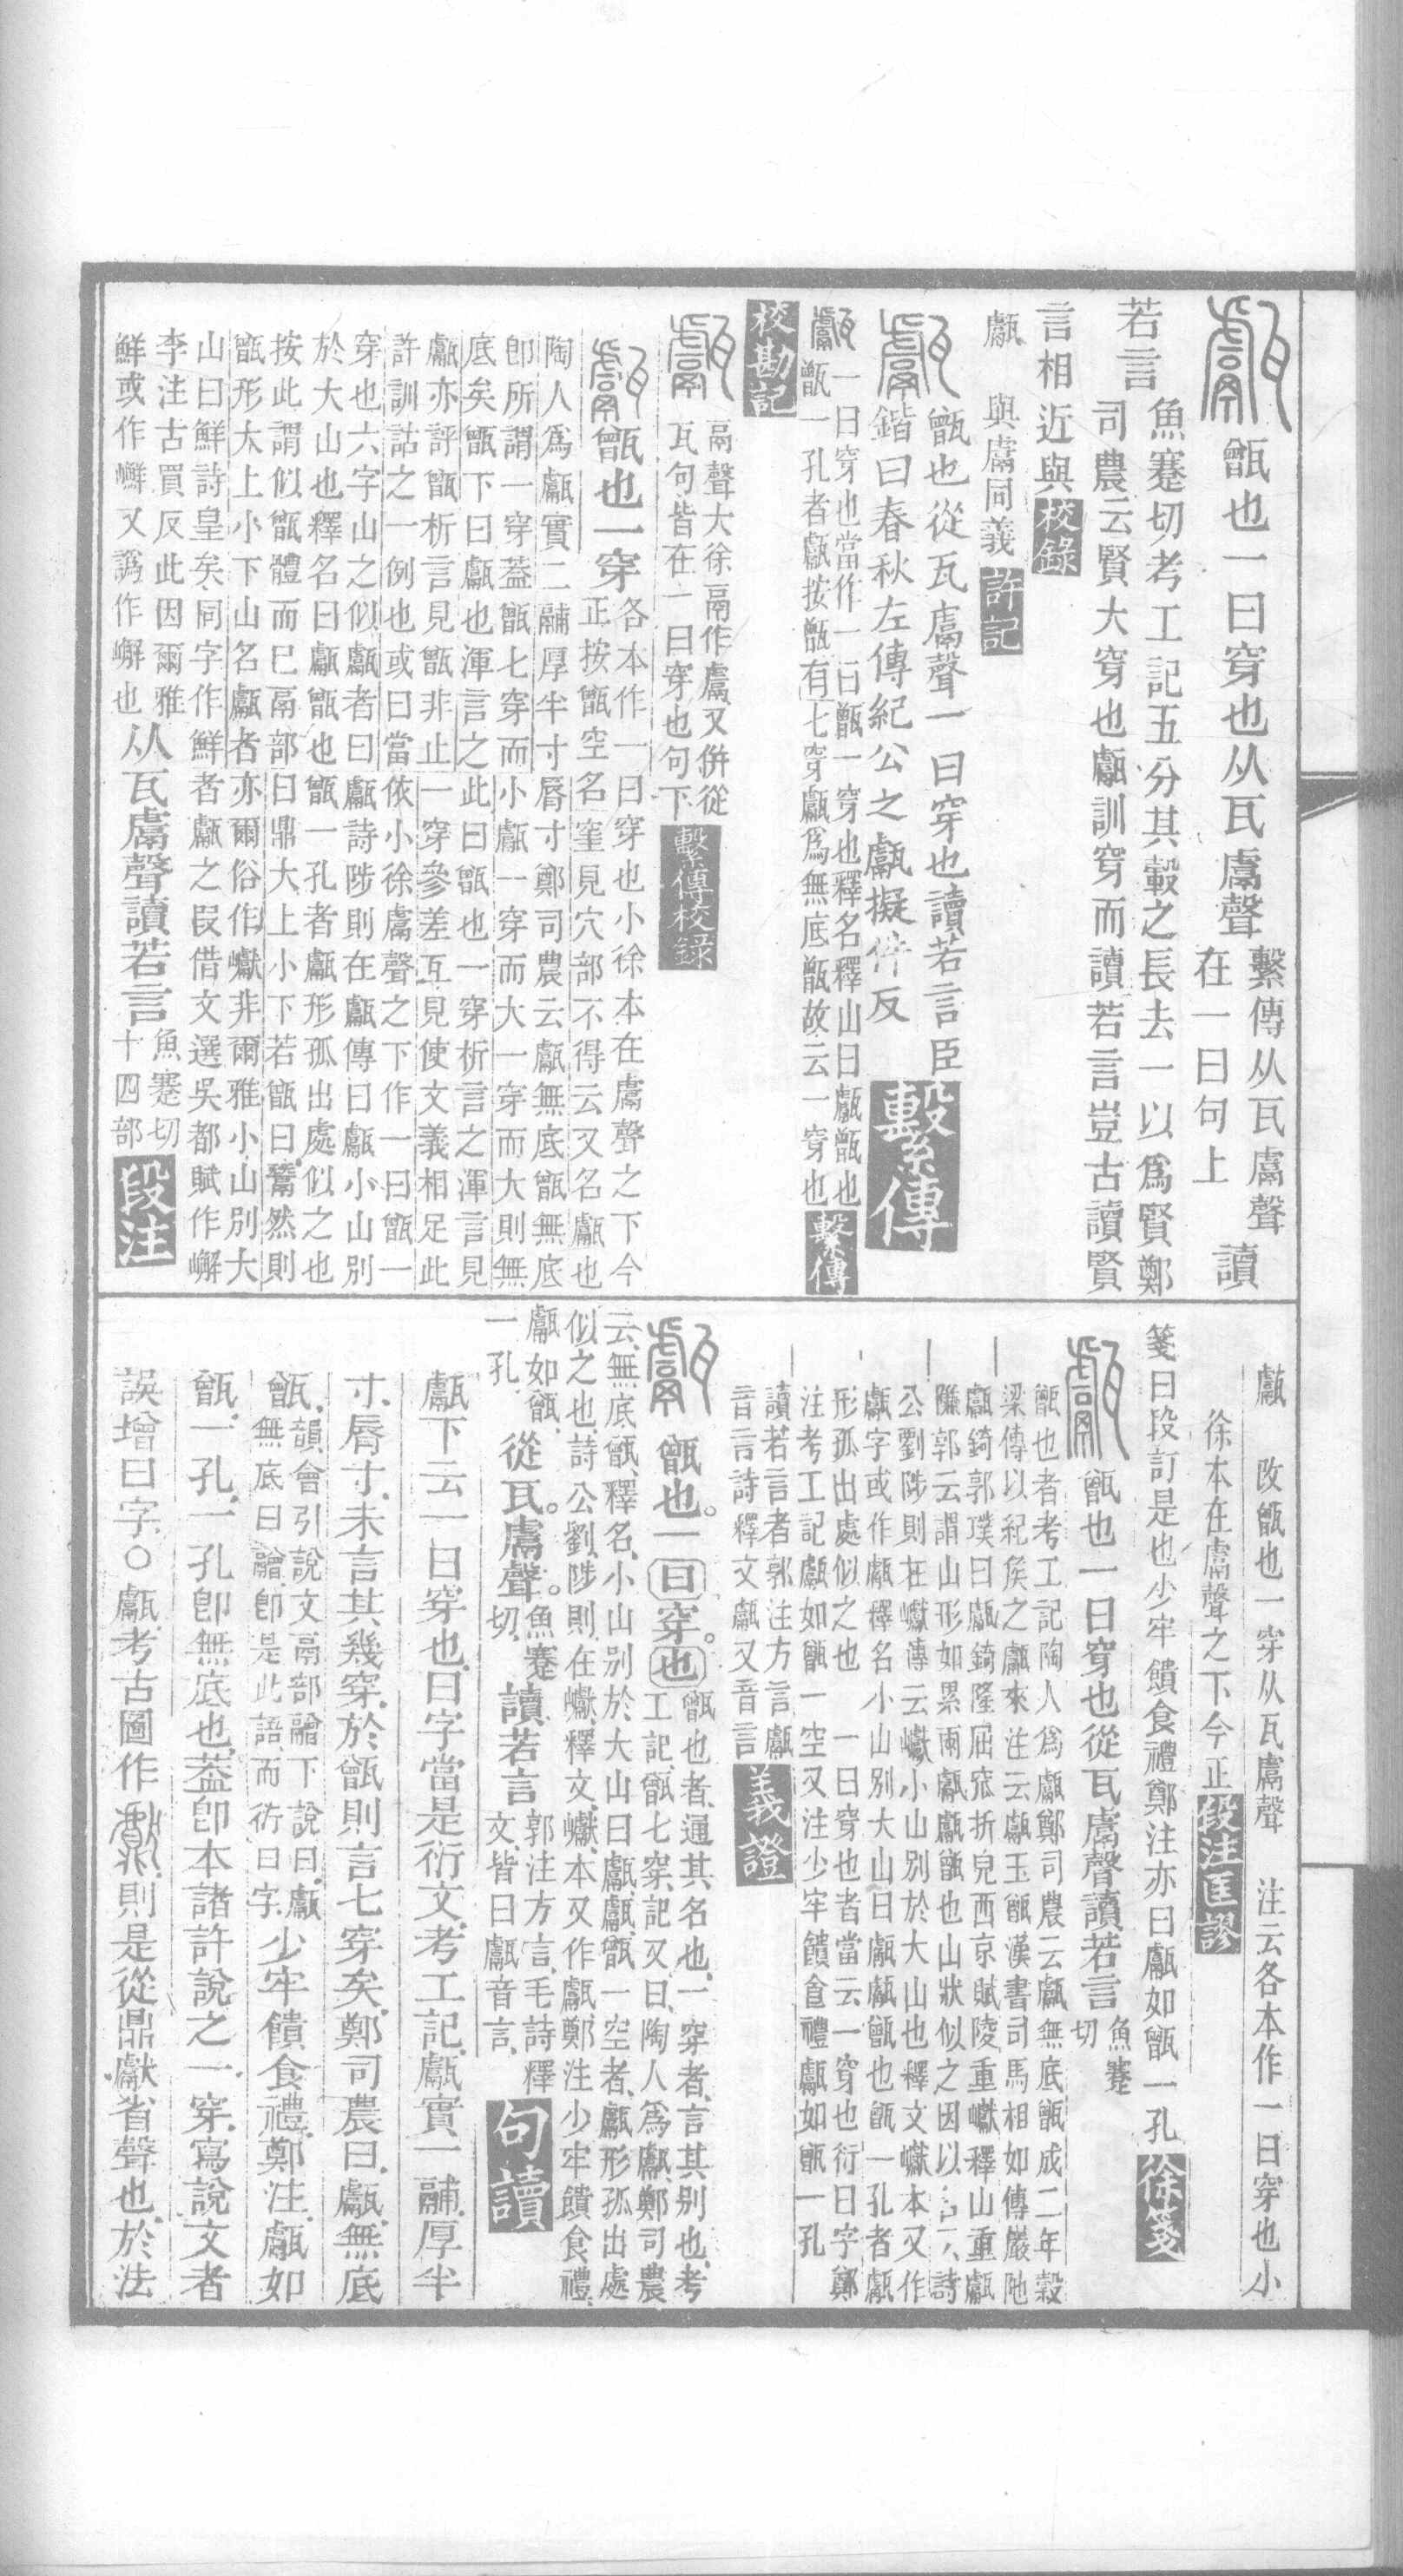 甗甑也一曰穿也从瓦鬳聲繫傳从瓦鬳聲
在一曰句上讀
若言魚蹇切考工記五分其轂之長去一以爲賢鄭
司農云賢大穿也甗訓穿而讀若言豈古讀賢
言相近與校錄
甗與鬳同義許記
甗甑也從瓦鬳聲一曰穿也讀若言臣
鍇曰春秋左傳紀公之甗擬件反繫傳
甗一曰穿也當作一曰甑一穿也釋名釋山曰甗甑也
甑一孔者甗按甑有七穿甗爲無底甑故云一穿也繫傳
校勘記
甗鬲聲大徐鬲作鬳又併從
瓦句皆在一曰穿也句下繫傳校錄
甗甑也一穿各本作一曰穿也小徐本在鬳聲之下今
正按甑空名窐見穴部不得云又名甗也
陶人爲甗實二鬴厚半寸脣寸鄭司農云甗無底甑無底
卽所謂一穿葢甑七穿而小甗一穿而大一穿而大則無
底矣甑下曰甗也渾言之此曰甑也一穿析言之渾言見
甗亦評甑析言見甑非止一穿參差互見使文義相足此
許訓詁之一例也或曰當依小徐鬳聲之下作一曰甑一
穿也六字山之似甗者曰甗詩陟則在甗傳曰甗小山別
於大山也釋名曰甗甑也甑一孔者甗形孤出處似之也
按此謂似甑體而已鬲部曰鼎大上小下若甑曰鬵然則
甑形大上小下山名甗者亦爾俗作巘非爾雅小山別大
山曰鮮詩皇矣同字作鮮者甗之叚借文選吳都賦作嶰
李注古買反此因爾雅
鮮或作𡾰又譌作嶰也从瓦鬳聲讀若言魚蹇切
十四部段注
甗改甑也一穿从瓦鬳聲注云各本作一曰穿也小
徐本在鬳聲之下今正段注匡謬
箋曰段訂是也少牢饋食禮鄭注亦曰甗如甑一孔徐箋
甗甑也一曰穿也從瓦鬳聲讀若言魚蹇
切
甑也者考工記陶人爲甗鄭司農云甗無底甑成二年穀
梁傳以紀矦之甗來注云甗玉甑漢書司馬相如傳巖阤
甗錡郭璞曰甗錡隆屈窊折皃西京賦陵重巘釋山重甗
隒郭云謂山形如累兩甗甗甑也山狀似之因以名云詩
公劉陟則在巘傳云巘小山別於大山也釋文巘本又作
甗字或作甗釋名小山別大山曰甗甗甑也甑一孔者甗
形孤出處似之也　一曰穿也者當云一穿也衍曰字鄭
注考工記甗如甑一空又注少牢饋食禮甗如甑一孔
讀若言者郭注方言甗
音言詩釋文甗又音言義證
甗甑也。一曰穿。也甑也者、通其名也、一穿者、言其别也、考
工記、甑七穿、記又曰、陶人爲甗、鄭司農
云、無底甑、釋名、小山别於大山曰甗、甗、甑一空者、甗形孤出處
似之也、詩公劉、陟則在巘、釋文、巘、本又作甗、鄭注少牢饋食禮、
甗如甑、
一孔、從瓦。鬳聲。魚蹇
切、讀若言郭注方言、毛詩釋
文、皆曰甗音言、句讀
甗下云一曰穿也、曰字當是衍文、考工記、甗實一鬴、厚半
寸、脣寸、未言其幾穿、於甑則言七穿矣、鄭司農曰、甗、無底
甑、韻會引說文鬲部䰝下說曰、甗、
無底曰䰝、卽是此語、而衍曰字、少牢饋食禮、鄭注、甗如
甑、一孔、一孔卽無底也、葢卽本諸許說之一穿、寫說文者
誤增曰字、○甗、考古圖作、則是從鼎、獻省聲也、於法